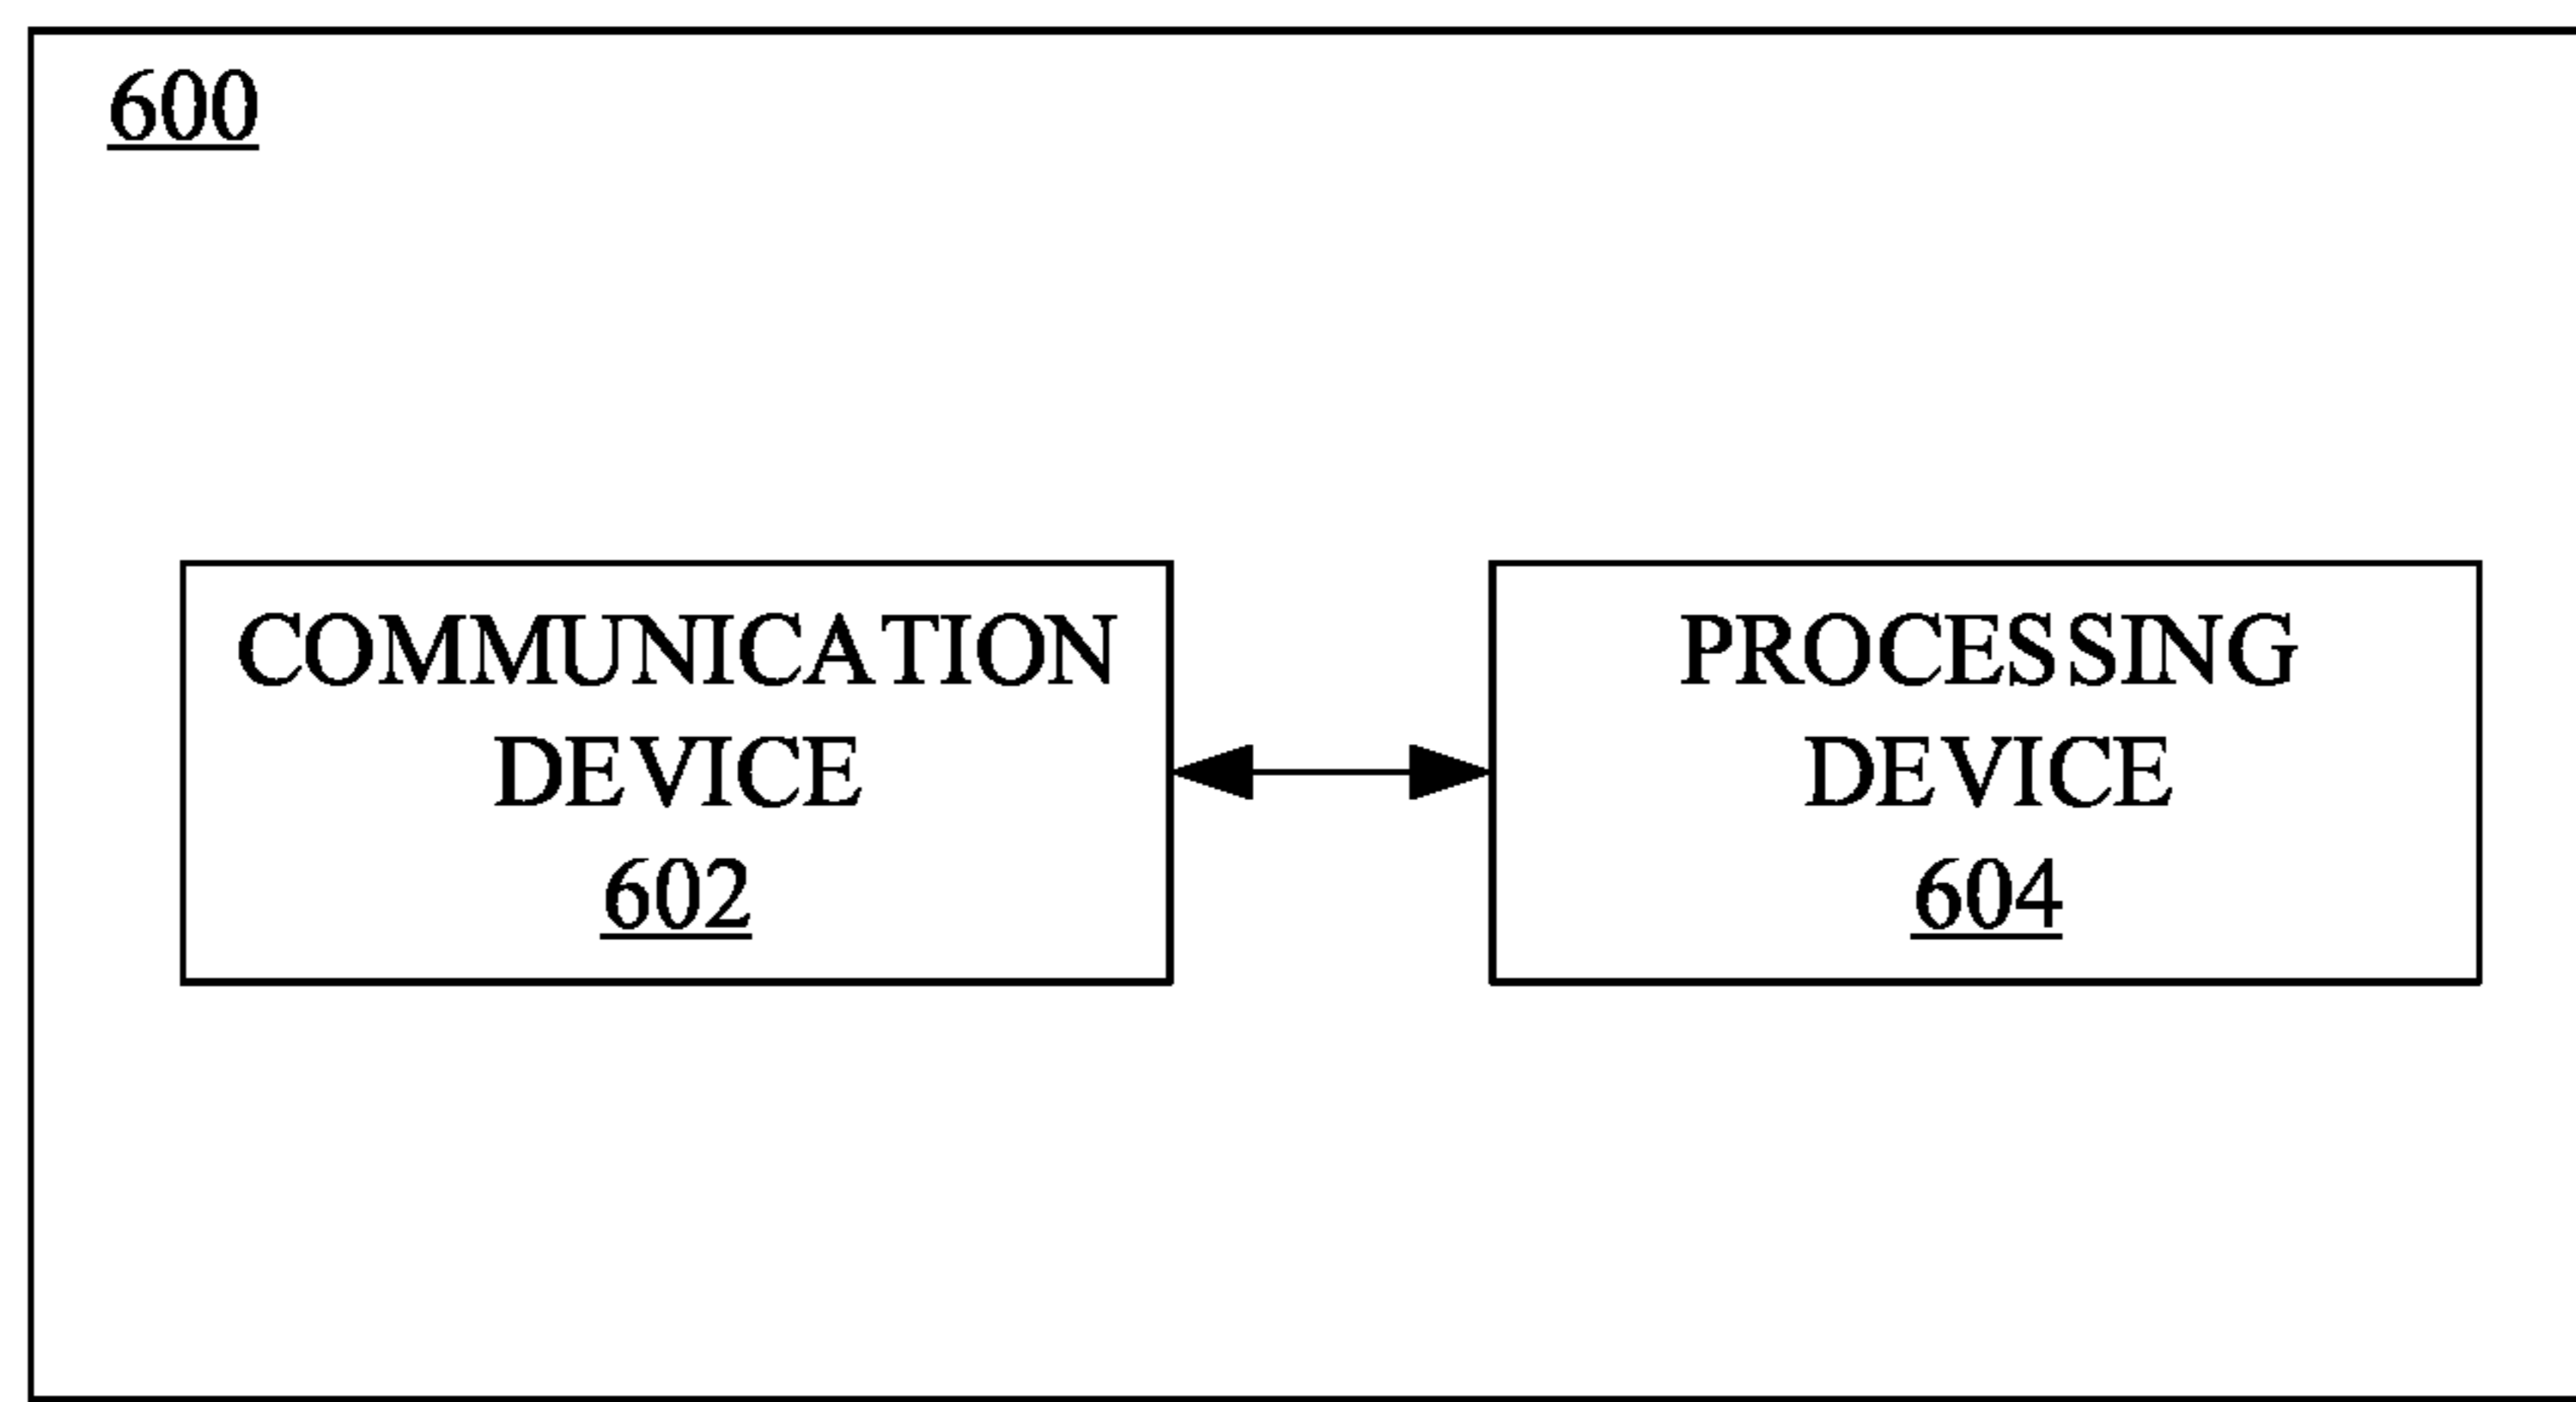 600
COMMUNICATION
DEVICE
602
PROCESSING
DEVICE
604